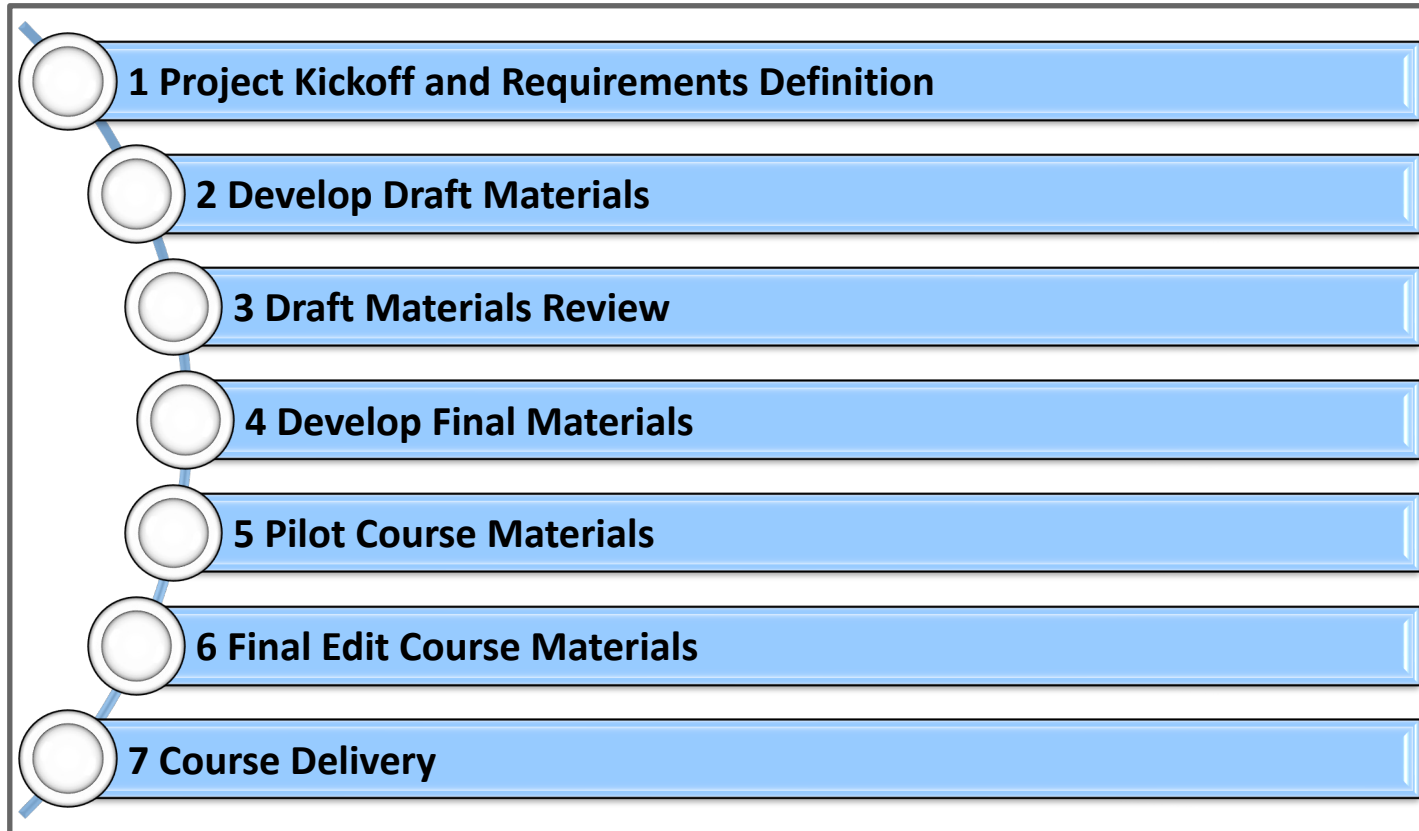 1 Project Kickoff and Requirements Definition
2 Develop Draft Materials
3 Draft Materials Review
4 Develop Final Materials
5 Pilot Course Materials
6 Final Edit Course Materials
7 Course Delivery